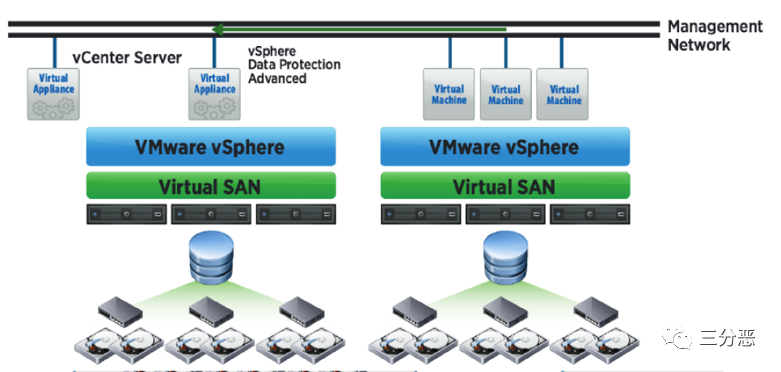 Management
Network
vCenter Server
vSphere
Data Protection
Advanced
Virtual
Appliance
Virtual
Appliance
Virtual
Machine
Virtual
Machine
Virtual
Machine
VMware vSphere
VMware vSphere
Virtual SAN
Virtual SAN
三分恶